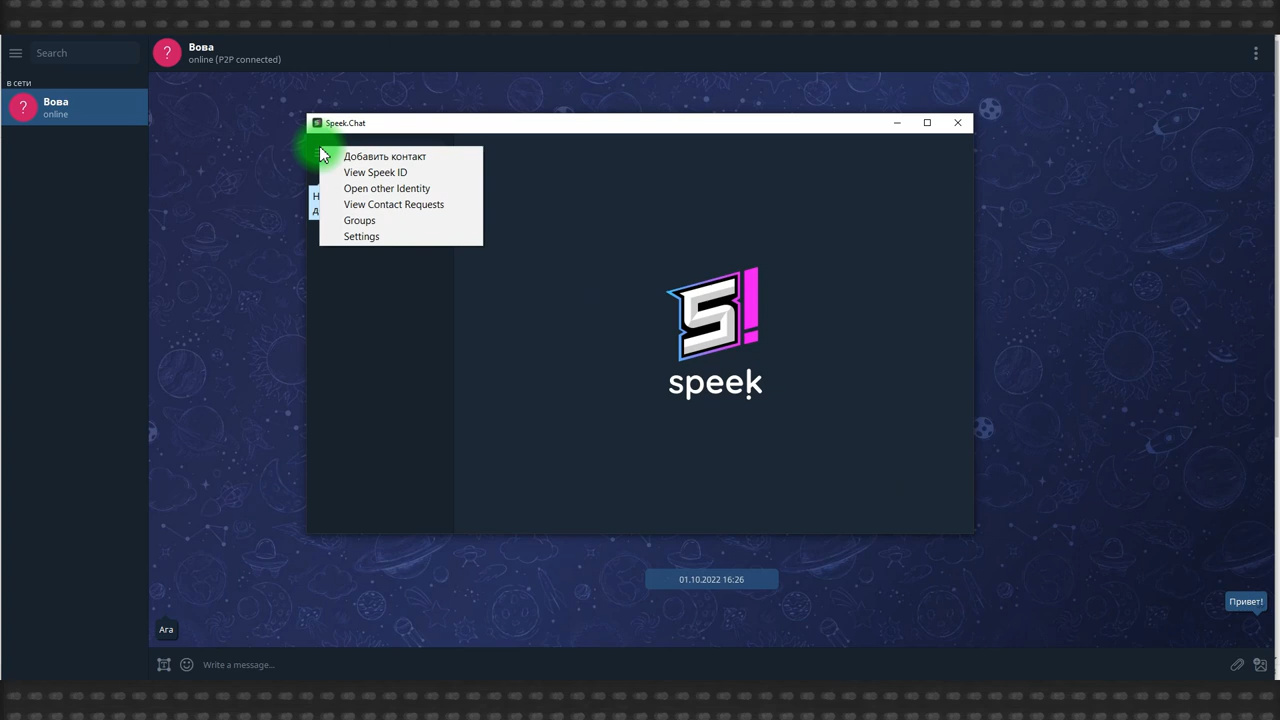 Search
Вова
online (P2P connected)
в сети
Вова
online
Speek.Chat
Добавить контакт
View Speek ID
Open other Identity
View Contact Requests
Groups
Settings
speek
01.10.2022 16:26
Привет!
Ага
Write a message...